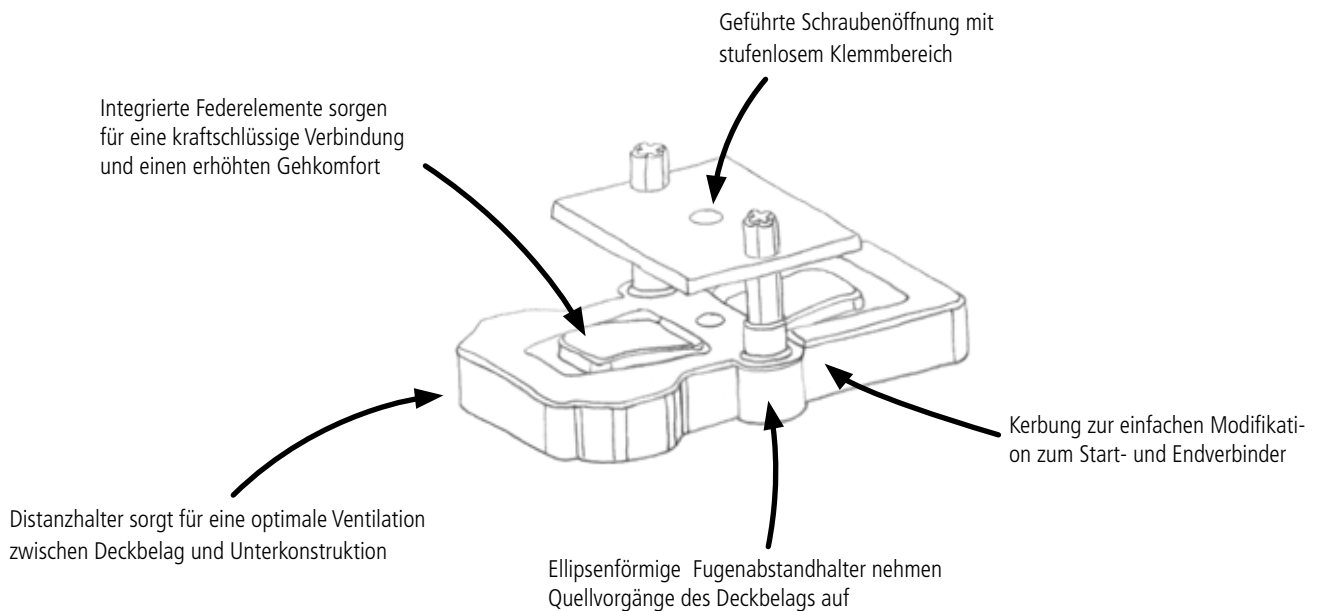 Geführte Schraubenöffnung mit
stufenlosem Klemmbereich
Integrierte Federelemente sorgen
für eine kraftschlüssige Verbindung
und einen erhöhten Gehkomfort
Kerbung zur einfachen Modifikati-
on zum Start- und Endverbinder
Distanzhalter sorgt für eine optimale Ventilation
zwischen Deckbelag und Unterkonstruktion
Ellipsenförmige  Fugenabstandhalter nehmen
Quellvorgänge des Deckbelags auf